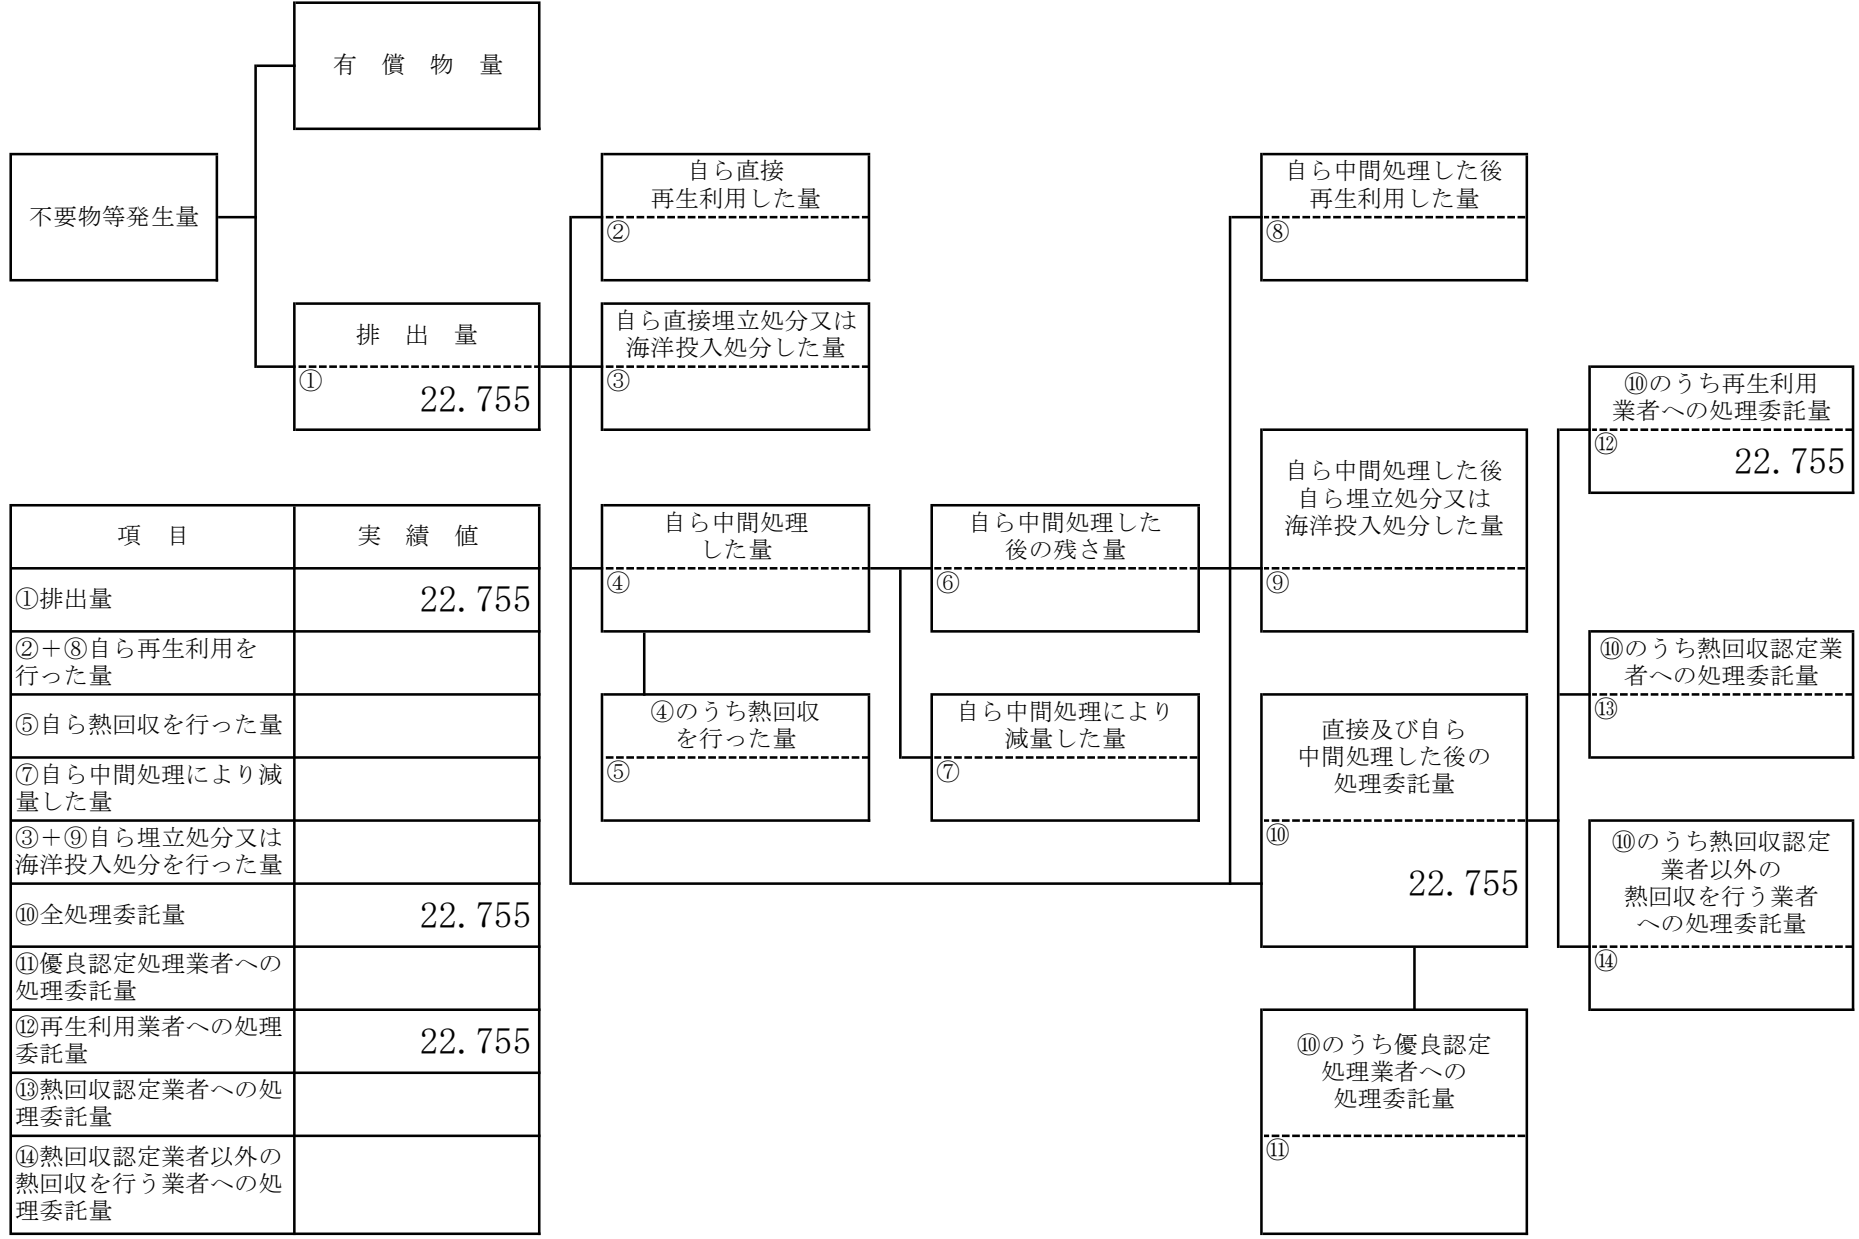 有 償 物 量
不要物等発生量
排 出 量
①
22.755
自ら直接
再生利用した量
②
自ら直接埋立処分又は
海洋投入処分した量
③
自ら中間処理
した量
④
④のうち熱回収
を行った量
⑤
自ら中間処理した
後の残さ量
⑥
自ら中間処理により
減量した量
⑦
自ら中間処理した後
再生利用した量
⑧
自ら中間処理した後
自ら埋立処分又は
海洋投入処分した量
⑨
直接及び自ら
中間処理した後の
処理委託量
⑩
22.755
⑩のうち優良認定
処理業者への
処理委託量
⑪
⑩のうち再生利用
業者への処理委託量
⑫
22.755
⑩のうち熱回収認定業
者への処理委託量
⑬
⑩のうち熱回収認定
業者以外の
熱回収を行う業者
への処理委託量
⑭
項 目 実 績 値
①排出量 22.755
②+⑧自ら再生利用を
行った量
⑤自ら熱回収を行った量
⑦自ら中間処理により減
量した量
③+⑨自ら埋立処分又は
海洋投入処分を行った量
⑩全処理委託量 22.755
⑪優良認定処理業者への
処理委託量
⑫再生利用業者への処理
委託量 22.755
⑬熱回収認定業者への処
理委託量
⑭熱回収認定業者以外の
熱回収を行う業者への処
理委託量